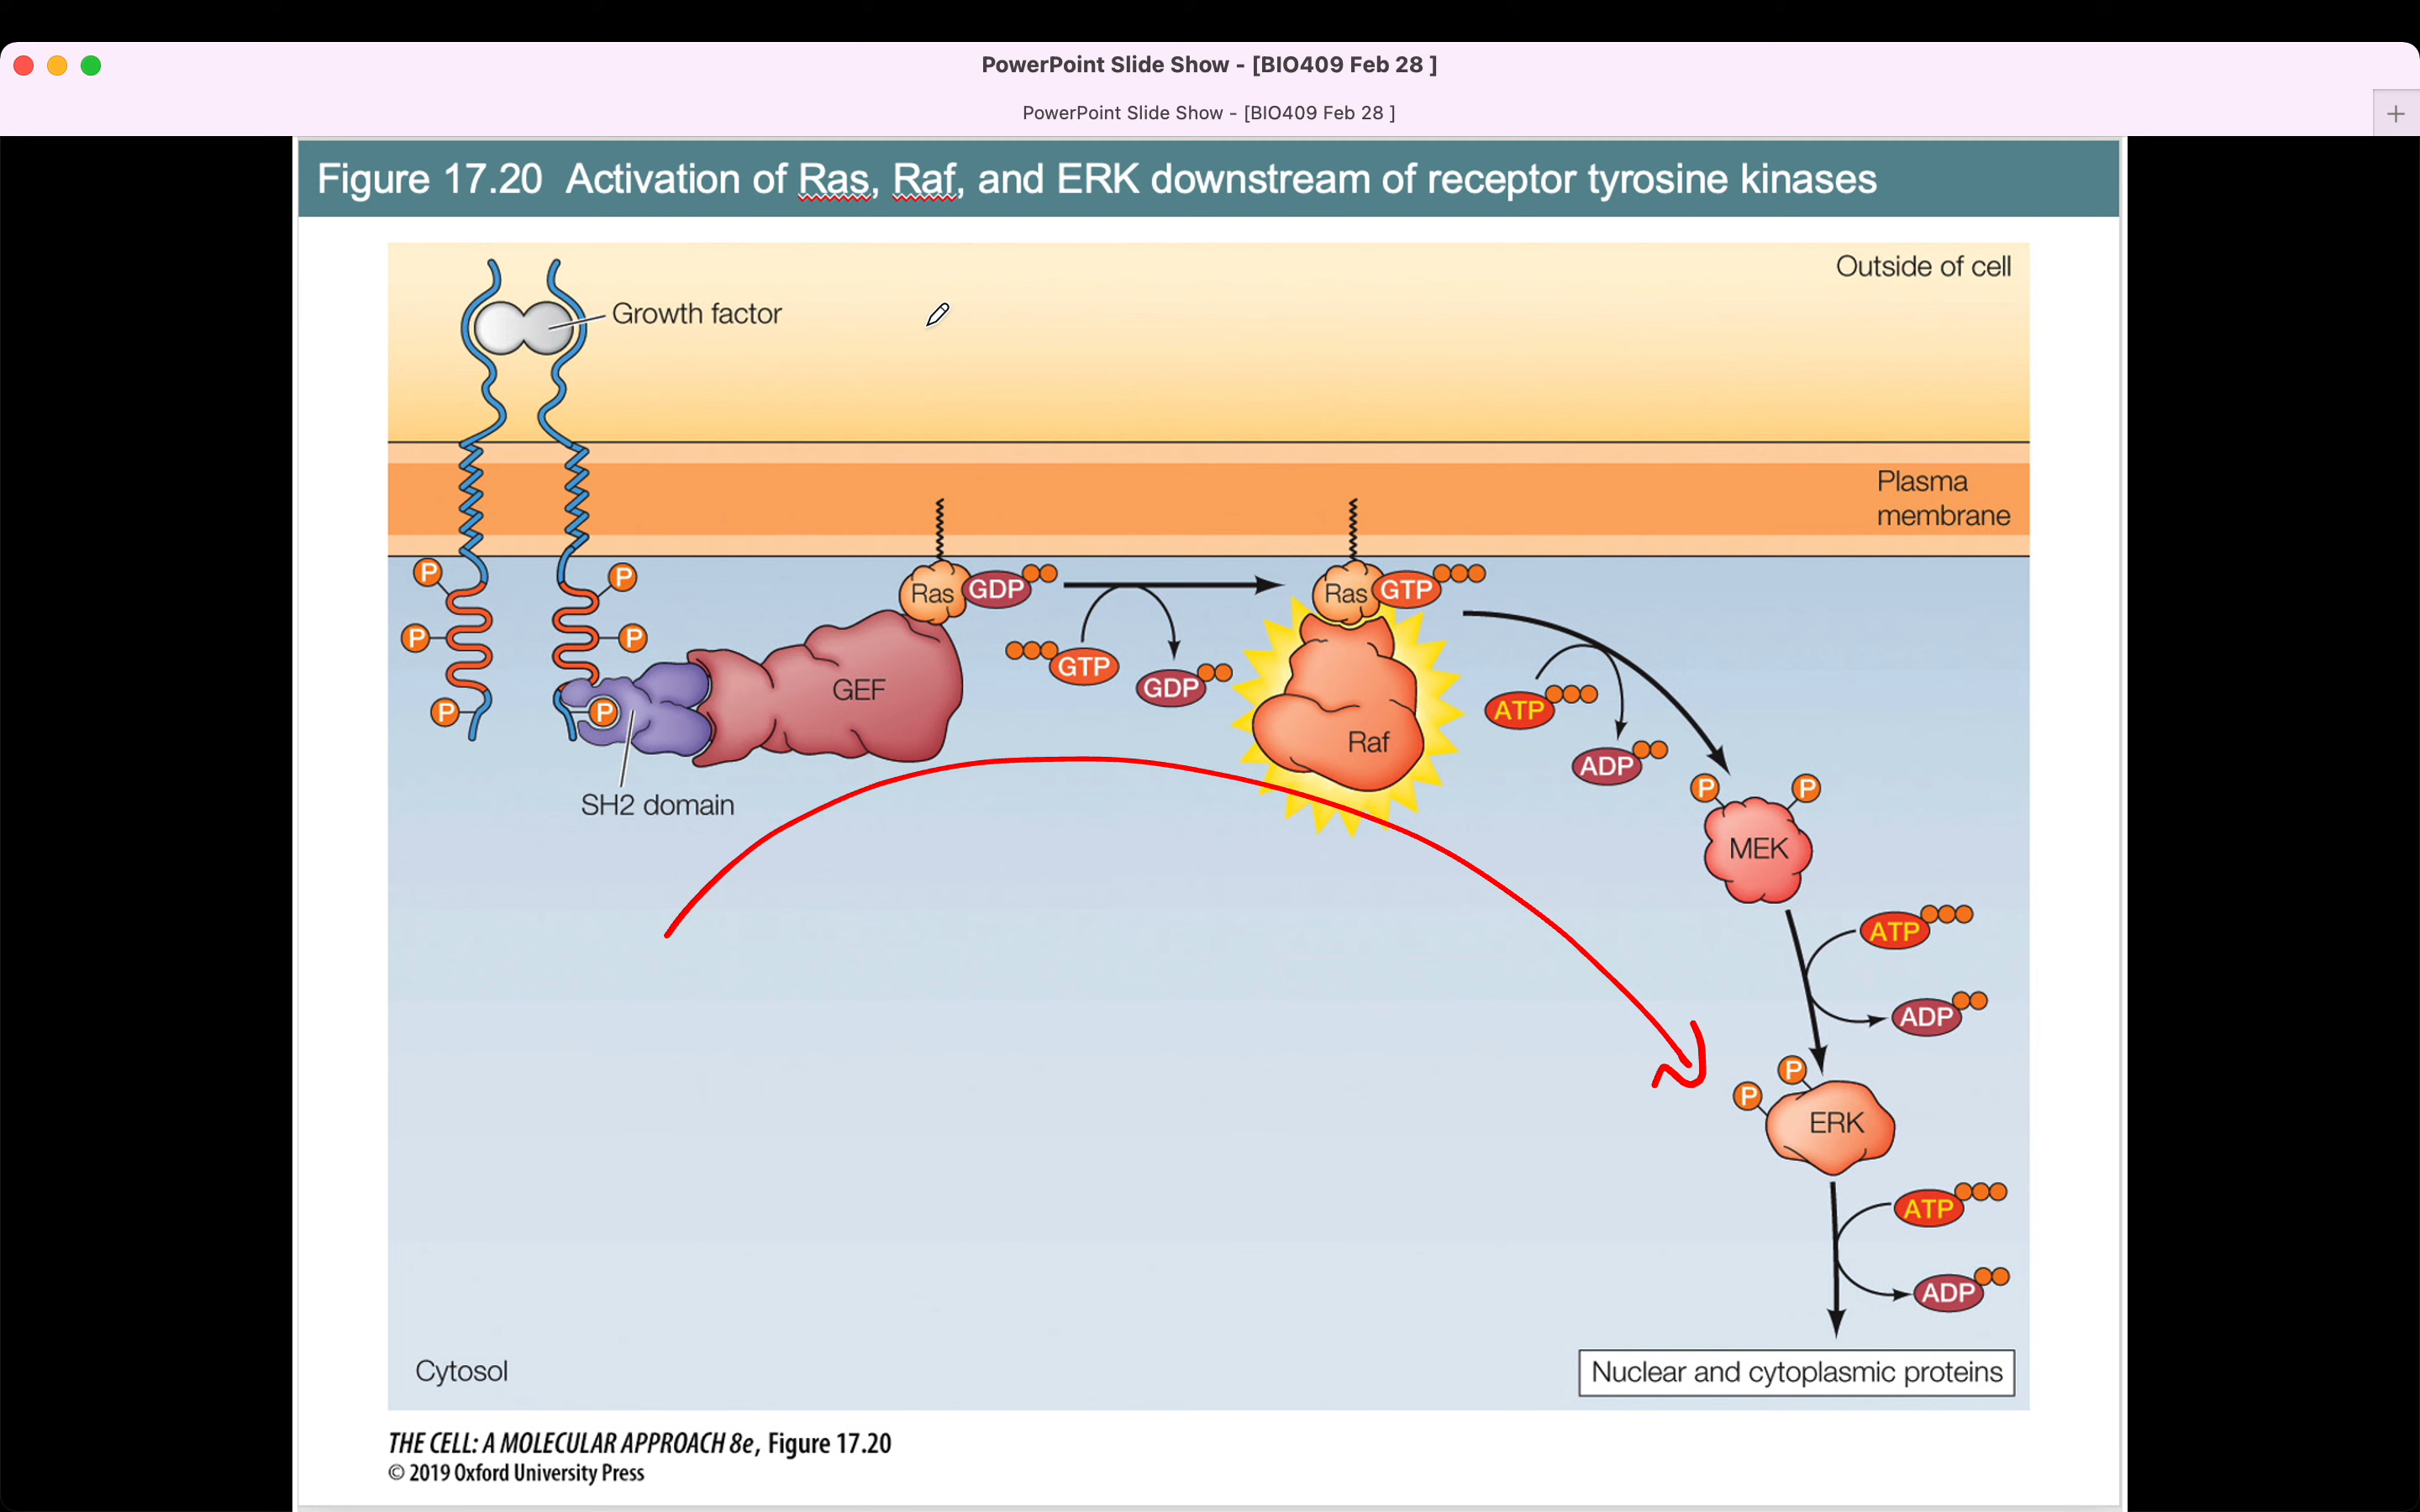 PowerPoint Slide Show - [BIO409 Feb 28 ]
PowerPoint Slide Show - [BIO409 Feb 28 ]
+
Figure 17.20 Activation of Ras, Raf, and ERK downstream of receptor tyrosine kinases
Outside of cell
Growth factor
Plasma
membrane
P
P
P
P
P
P
SH2 domain
GEF
Ras
GDP
GTP
GDP
Ras
GTP
Raf
ATP
ADP
P
P
MEK
ATP
ADP
P
P
ERK
ATP
ADP
Cytosol
Nuclear and cytoplasmic proteins
THE CELL: A MOLECULAR APPROACH 8e, Figure 17.20
© 2019 Oxford University Press